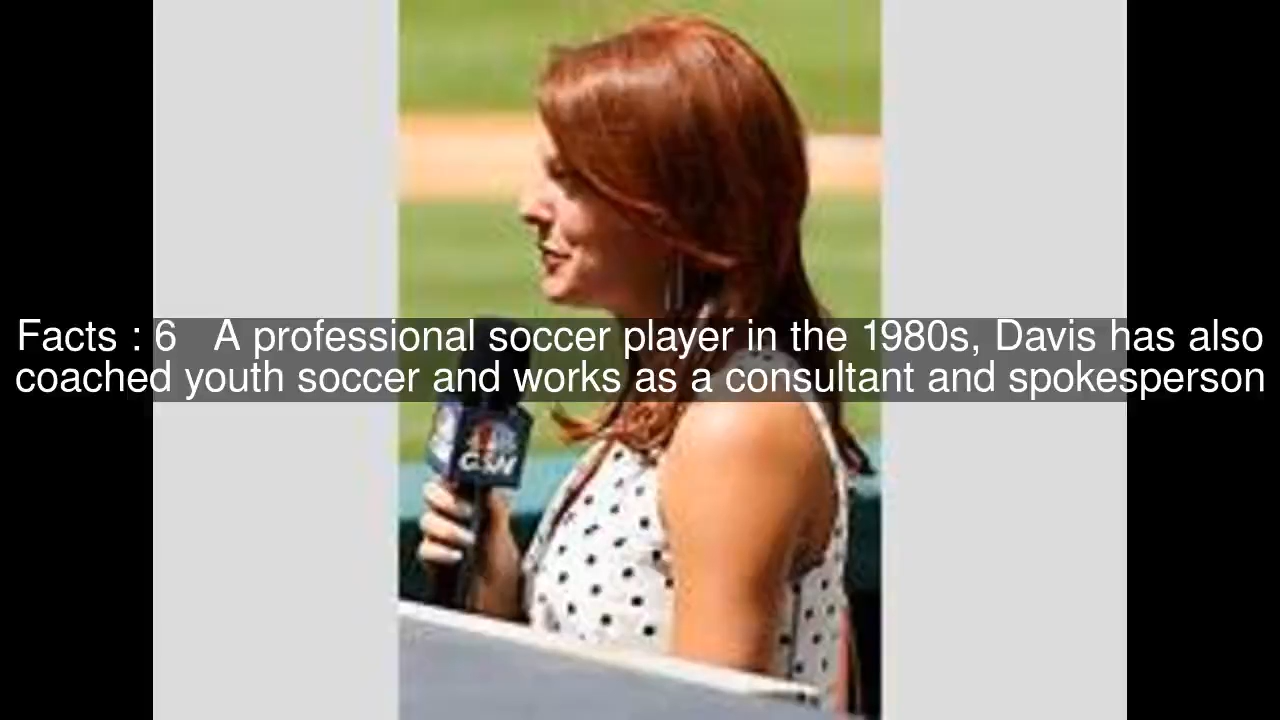 Facts : 6   A professional soccer player in the 1980s, Davis has also
coached youth soccer and works as a consultant and spokesperson
CSN